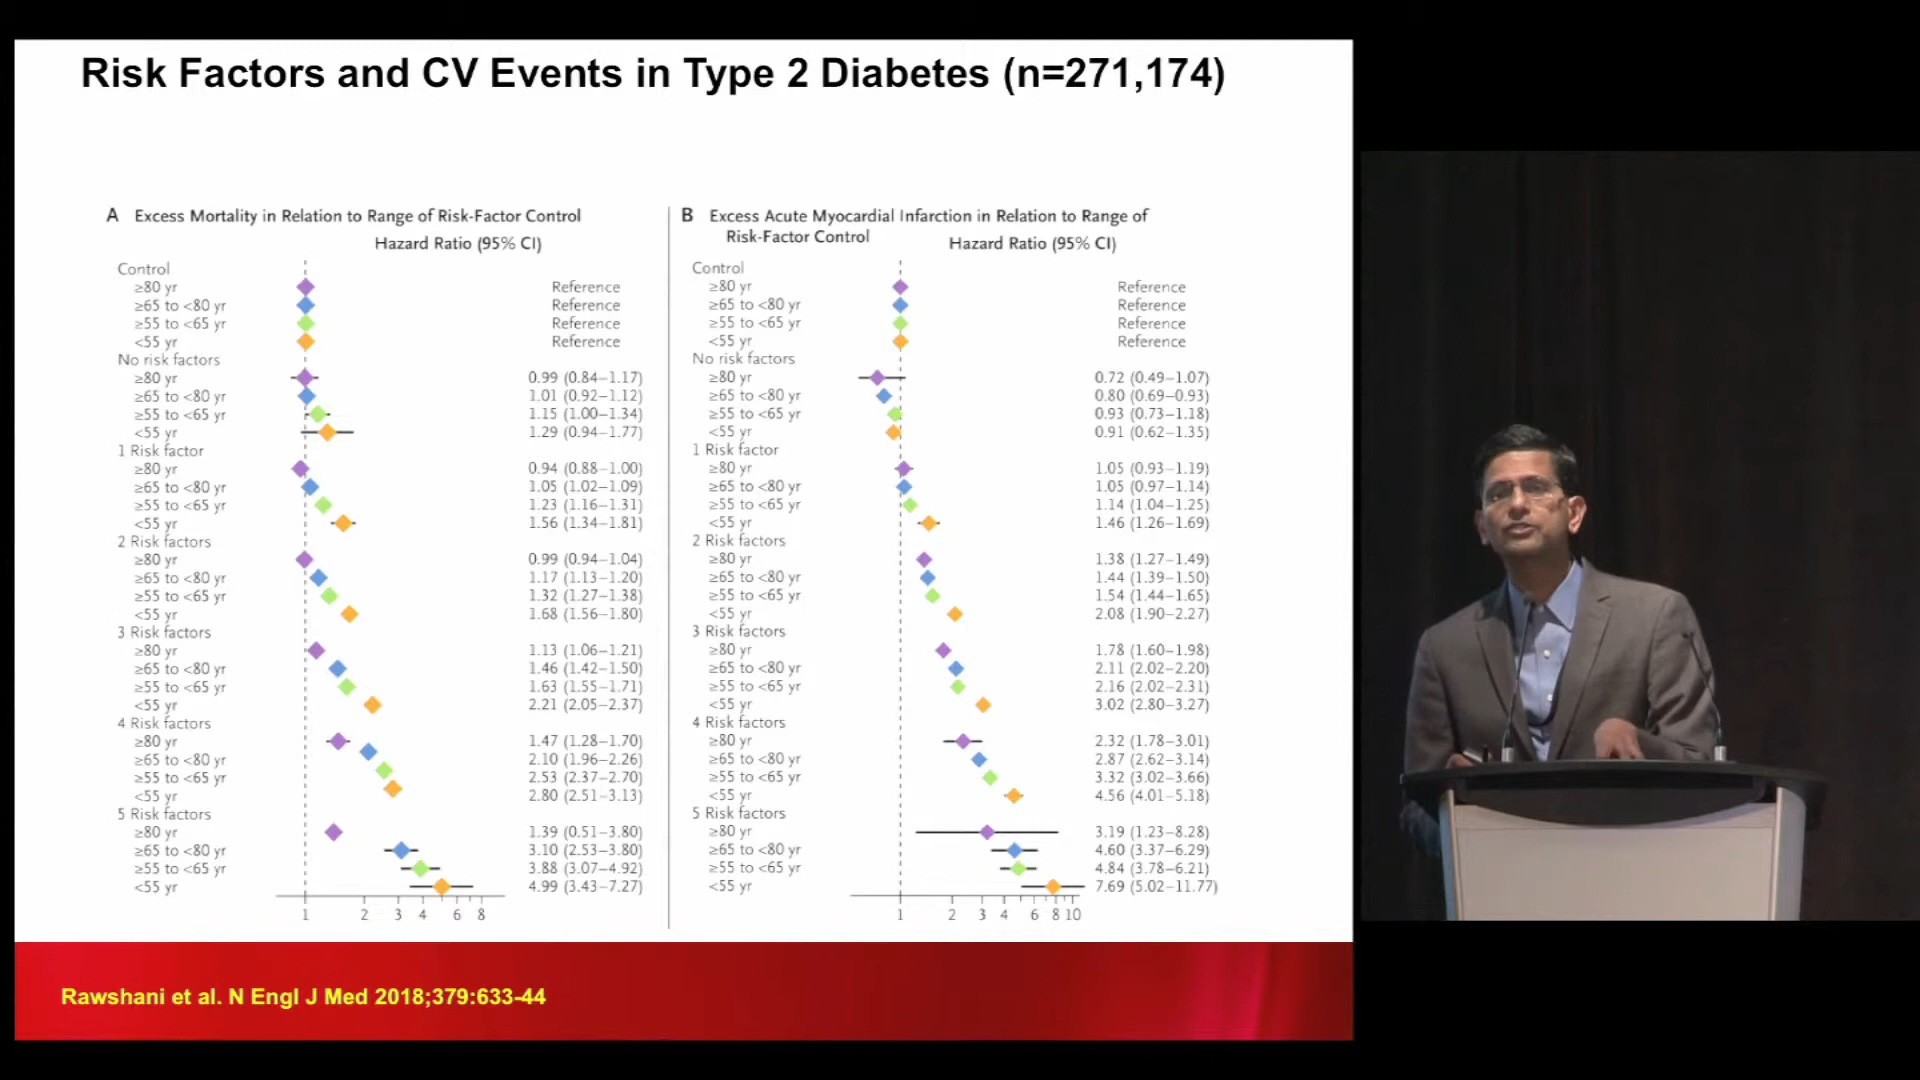 Risk Factors and CV Events in Type 2 Diabetes (n=271,174)
A Excess Mortality in Relation to Range of Risk-Factor Control
Hazard Ratio (95% CI)
Control
≥80 yr Reference
≥65 to <80 yr Reference
≥55 to <65 yr Reference
<55 yr Reference
No risk factors
≥80 yr 0.99 (0.84–1.17)
≥65 to <80 yr 1.01 (0.92–1.12)
≥55 to <65 yr 1.15 (1.00–1.34)
<55 yr 1.29 (0.94–1.77)
1 Risk factor
≥80 yr 0.94 (0.88–1.00)
≥65 to <80 yr 1.05 (1.02–1.09)
≥55 to <65 yr 1.23 (1.16–1.31)
<55 yr 1.56 (1.34–1.81)
2 Risk factors
≥80 yr 0.99 (0.94–1.04)
≥65 to <80 yr 1.17 (1.13–1.20)
≥55 to <65 yr 1.32 (1.27–1.38)
<55 yr 1.68 (1.56–1.80)
3 Risk factors
≥80 yr 1.13 (1.06–1.21)
≥65 to <80 yr 1.46 (1.42–1.50)
≥55 to <65 yr 1.63 (1.55–1.71)
<55 yr 2.21 (2.05–2.37)
4 Risk factors
≥80 yr 1.47 (1.28–1.70)
≥65 to <80 yr 2.10 (1.96–2.26)
≥55 to <65 yr 2.53 (2.37–2.70)
<55 yr 2.80 (2.51–3.13)
5 Risk factors
≥80 yr 1.39 (0.51–3.80)
≥65 to <80 yr 3.10 (2.53–3.80)
≥55 to <65 yr 3.88 (3.07–4.92)
<55 yr 4.99 (3.43–7.27)
1 2 3 4 6 8
B Excess Acute Myocardial Infarction in Relation to Range of
Risk-Factor Control
Hazard Ratio (95% CI)
Control
≥80 yr Reference
≥65 to <80 yr Reference
≥55 to <65 yr Reference
<55 yr Reference
No risk factors
≥80 yr 0.72 (0.49–1.07)
≥65 to <80 yr 0.80 (0.69–0.93)
≥55 to <65 yr 0.93 (0.73–1.18)
<55 yr 0.91 (0.62–1.35)
1 Risk factor
≥80 yr 1.05 (0.93–1.19)
≥65 to <80 yr 1.05 (0.97–1.14)
≥55 to <65 yr 1.14 (1.04–1.25)
<55 yr 1.46 (1.26–1.69)
2 Risk factors
≥80 yr 1.38 (1.27–1.49)
≥65 to <80 yr 1.44 (1.39–1.50)
≥55 to <65 yr 1.54 (1.44–1.65)
<55 yr 2.08 (1.90–2.27)
3 Risk factors
≥80 yr 1.78 (1.60–1.98)
≥65 to <80 yr 2.11 (2.02–2.20)
≥55 to <65 yr 2.16 (2.02–2.31)
<55 yr 3.02 (2.80–3.27)
4 Risk factors
≥80 yr 2.32 (1.78–3.01)
≥65 to <80 yr 2.87 (2.62–3.14)
≥55 to <65 yr 3.32 (3.02–3.66)
<55 yr 4.56 (4.01–5.18)
5 Risk factors
≥80 yr 3.19 (1.23–8.28)
≥65 to <80 yr 4.60 (3.37–6.29)
≥55 to <65 yr 4.84 (3.78–6.21)
<55 yr 7.69 (5.02–11.77)
1 2 3 4 6 8 10
Rawshani et al. N Engl J Med 2018;379:633-44